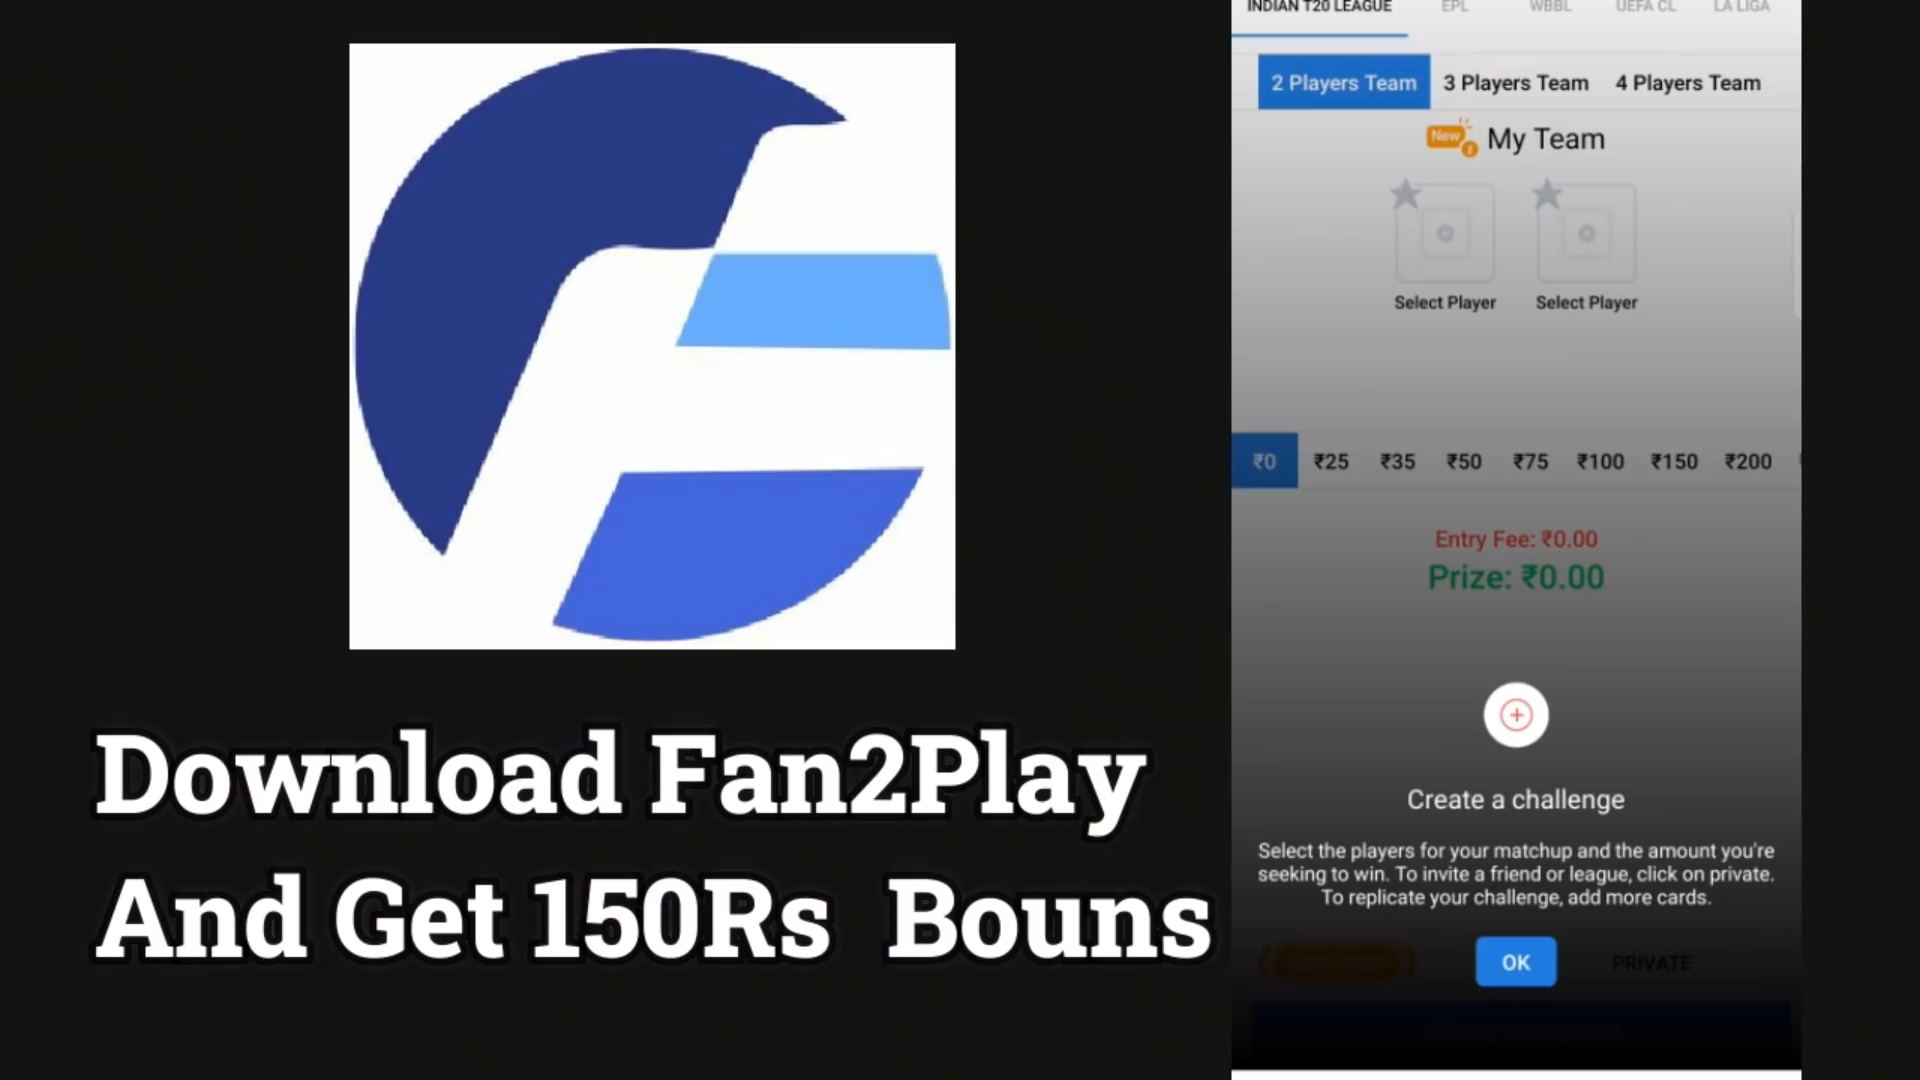 Download Fan2Play
And Get 150Rs Bouns
INDIAN T20 LEAGUE EPL WBBL UEFA CL LA LIGA
2 Players Team 3 Players Team 4 Players Team
New My Team
Select Player Select Player
₹0 ₹25 ₹35 ₹50 ₹75 ₹100 ₹150 ₹200
Entry Fee: ₹0.00
Prize: ₹0.00
Create a challenge
Select the players for your matchup and the amount you're
seeking to win. To invite a friend or league, click on private.
To replicate your challenge, add more cards.
OK PRIVATE